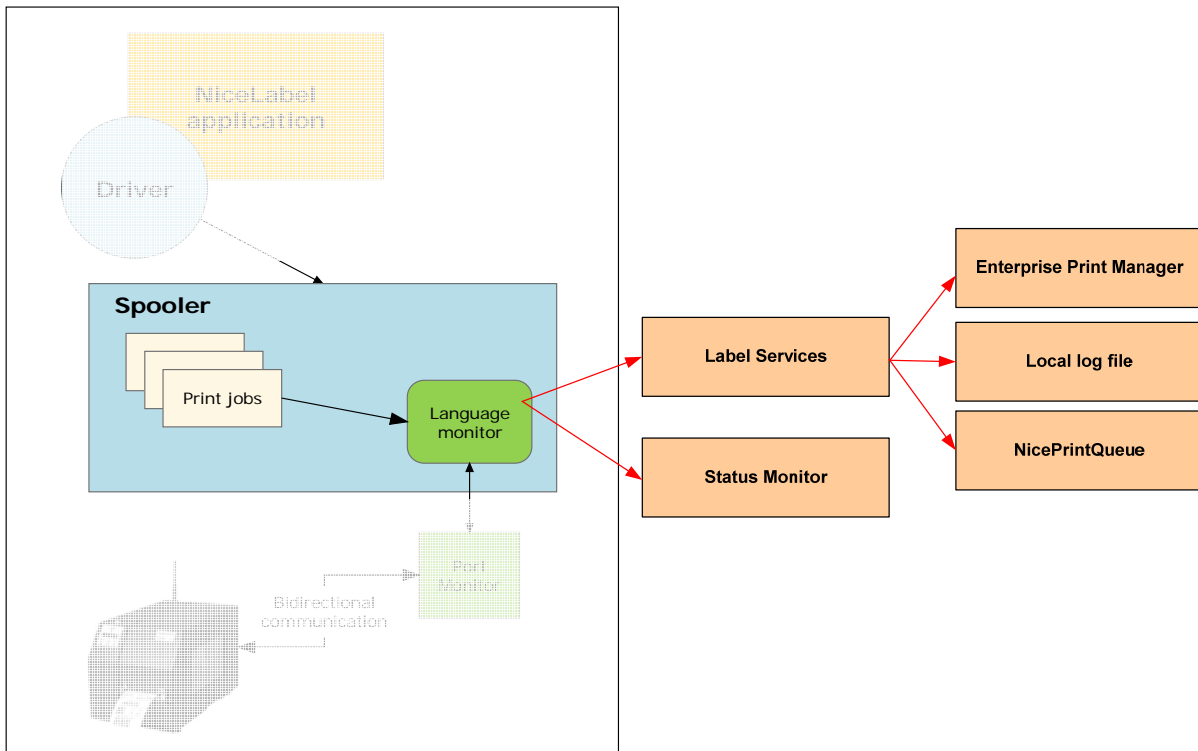 NiceLabel
application
Driver
Spooler
Print jobs
Language
monitor
Label Services
Status Monitor
Enterprise Print Manager
Local log file
NicePrintQueue
Port
Monitor
Bidirectional
communication